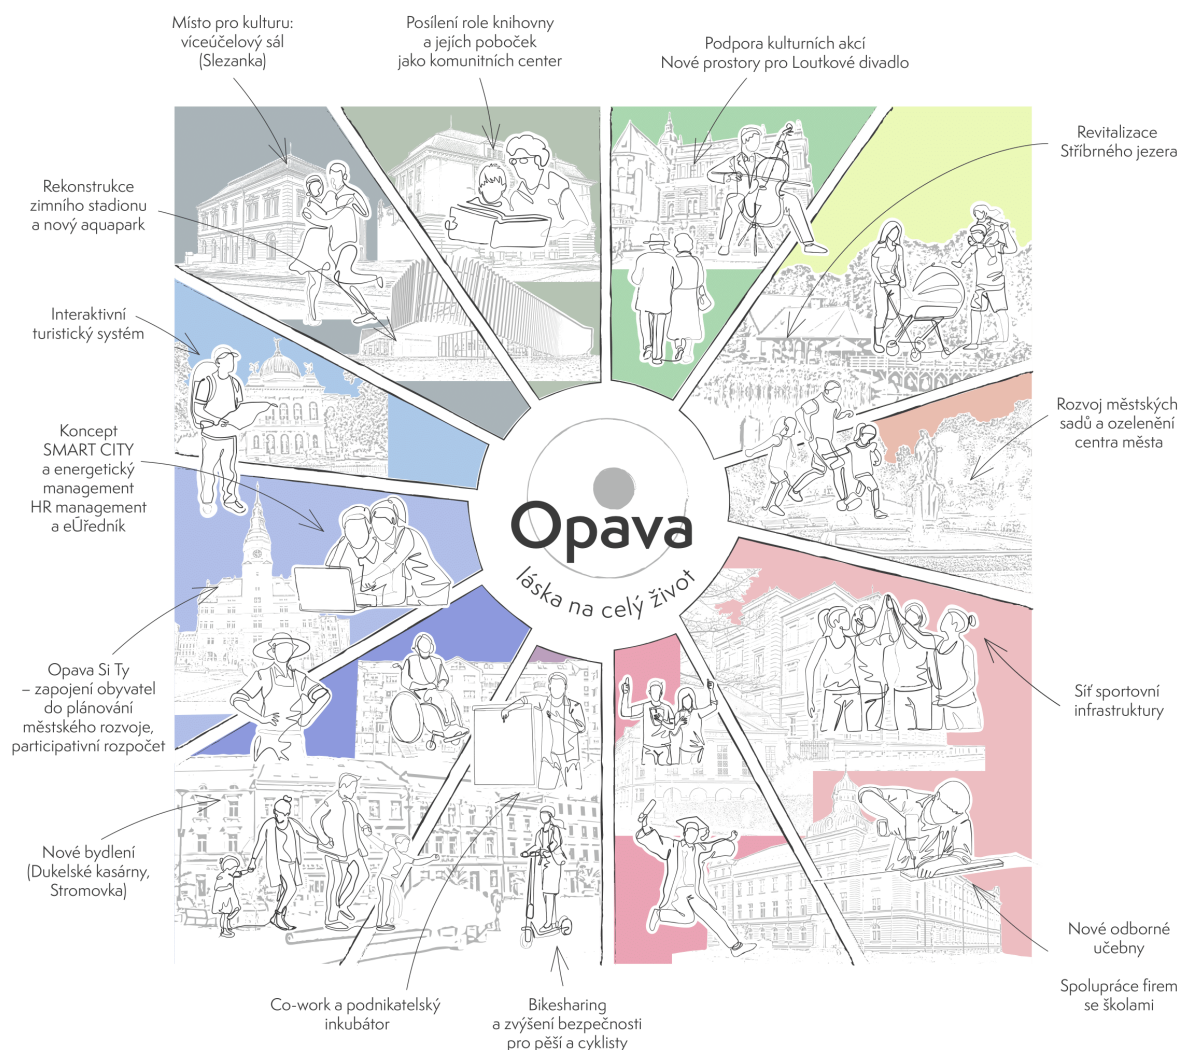 Místo pro kulturu:
víceúčelový sál
(Slezanka)
Posílení role knihovny
a jejích poboček
jako komunitních center
Podpora kulturních akcí
Nové prostory pro Loutkové divadlo
Revitalizace
Stříbrného jezera
Rekonstrukce
zimního stadionu
a nový aquapark
Interaktivní
turistický systém
Koncept
SMART CITY
a energetický
management
HR management
a eÚředník
Rozvoj městských
sadů a ozelenění
centra města
Opava
láska na celý život
Opava Si Ty
– zapojení obyvatel
do plánování
městského rozvoje,
participativní rozpočet
Síť sportovní
infrastruktury
Nové bydlení
(Dukelské kasárny,
Stromovka)
Nové odborné
učebny
Spolupráce firem
se školami
Co-work a podnikatelský
inkubátor
Bikesharing
a zvýšení bezpečnosti
pro pěší a cyklisty